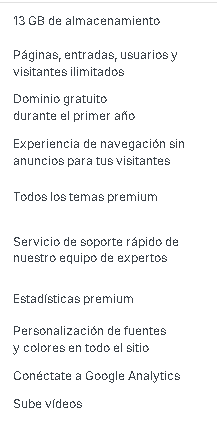 13 GB de almacenamiento
Páginas, entradas, usuarios y
visitantes ilimitados
Dominio gratuito
durante el primer año
Experiencia de navegación sin
anuncios para tus visitantes
Todos los temas premium
Servicio de soporte rápido de
nuestro equipo de expertos
Estadísticas premium
Personalización de fuentes
y colores en todo el sitio
Conéctate a Google Analytics
Sube vídeos